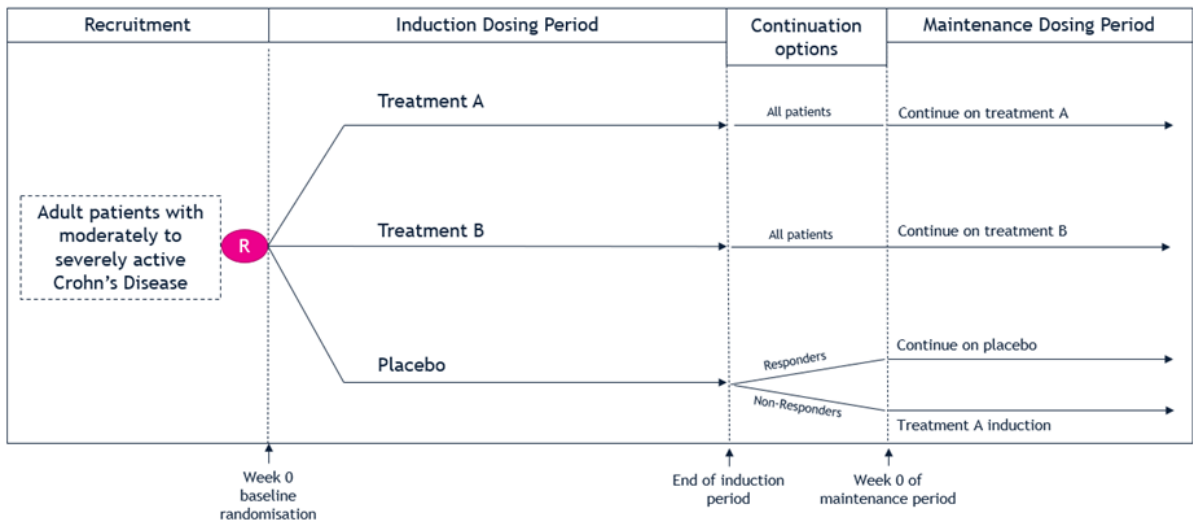 Recruitment
Induction Dosing Period
Continuation
options
Maintenance Dosing Period
Treatment A
All patients
Continue on treatment A
Adult patients with
moderately to
severely active
Crohn's Disease
R
Treatment B
All patients
Continue on treatment B
Placebo
Responders
Continue on placebo
Non-Responders
Treatment A induction
Week 0
baseline
randomisation
End of induction
period
Week 0 of
maintenance period